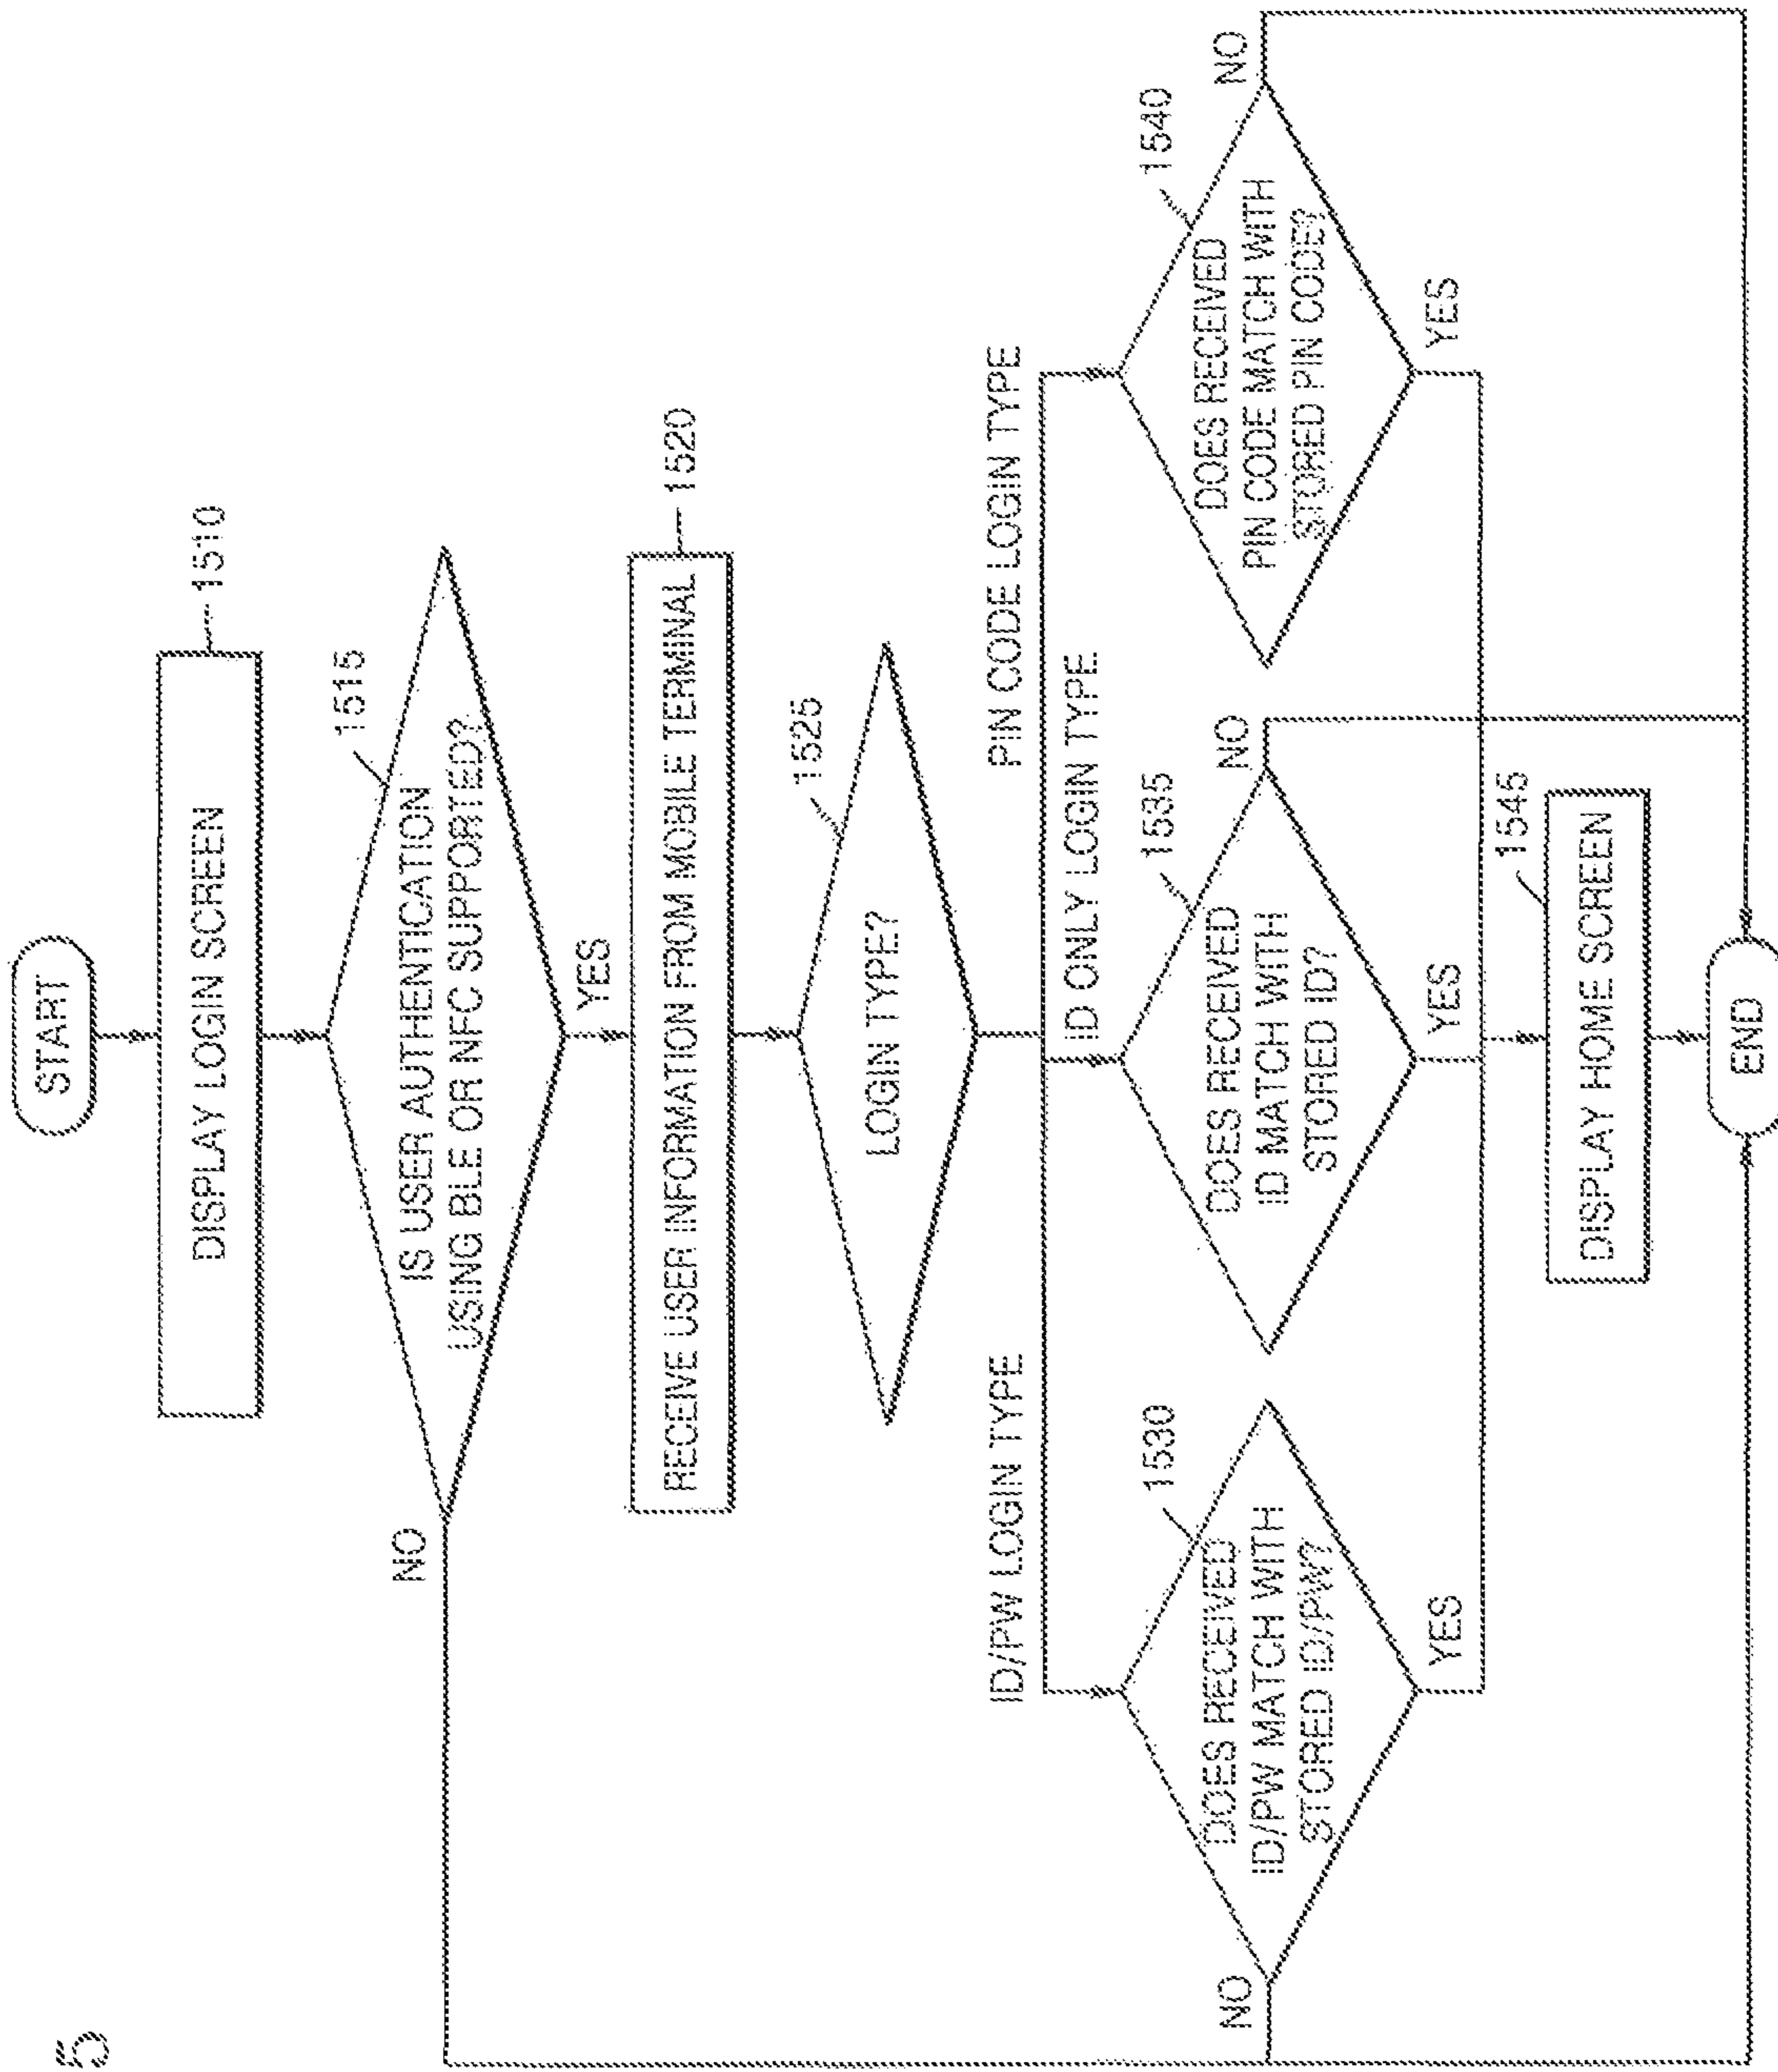 5
START
DISPLAY LOGIN SCREEN
1510
IS USER AUTHENTICATION
USING BLE OR NFC SUPPORTED?
1515
NO
YES
RECEIVE USER INFORMATION FROM MOBILE TERMINAL
1520
LOGIN TYPE?
1525
ID/PW LOGIN TYPE
ID ONLY LOGIN TYPE
PIN CODE LOGIN TYPE
DOES RECEIVED
ID/PW MATCH WITH
STORED ID/PW?
1530
NO
YES
DOES RECEIVED
ID MATCH WITH
STORED ID?
1535
NO
YES
DOES RECEIVED
PIN CODE MATCH WITH
STORED PIN CODE?
1540
NO
YES
DISPLAY HOME SCREEN
1545
END